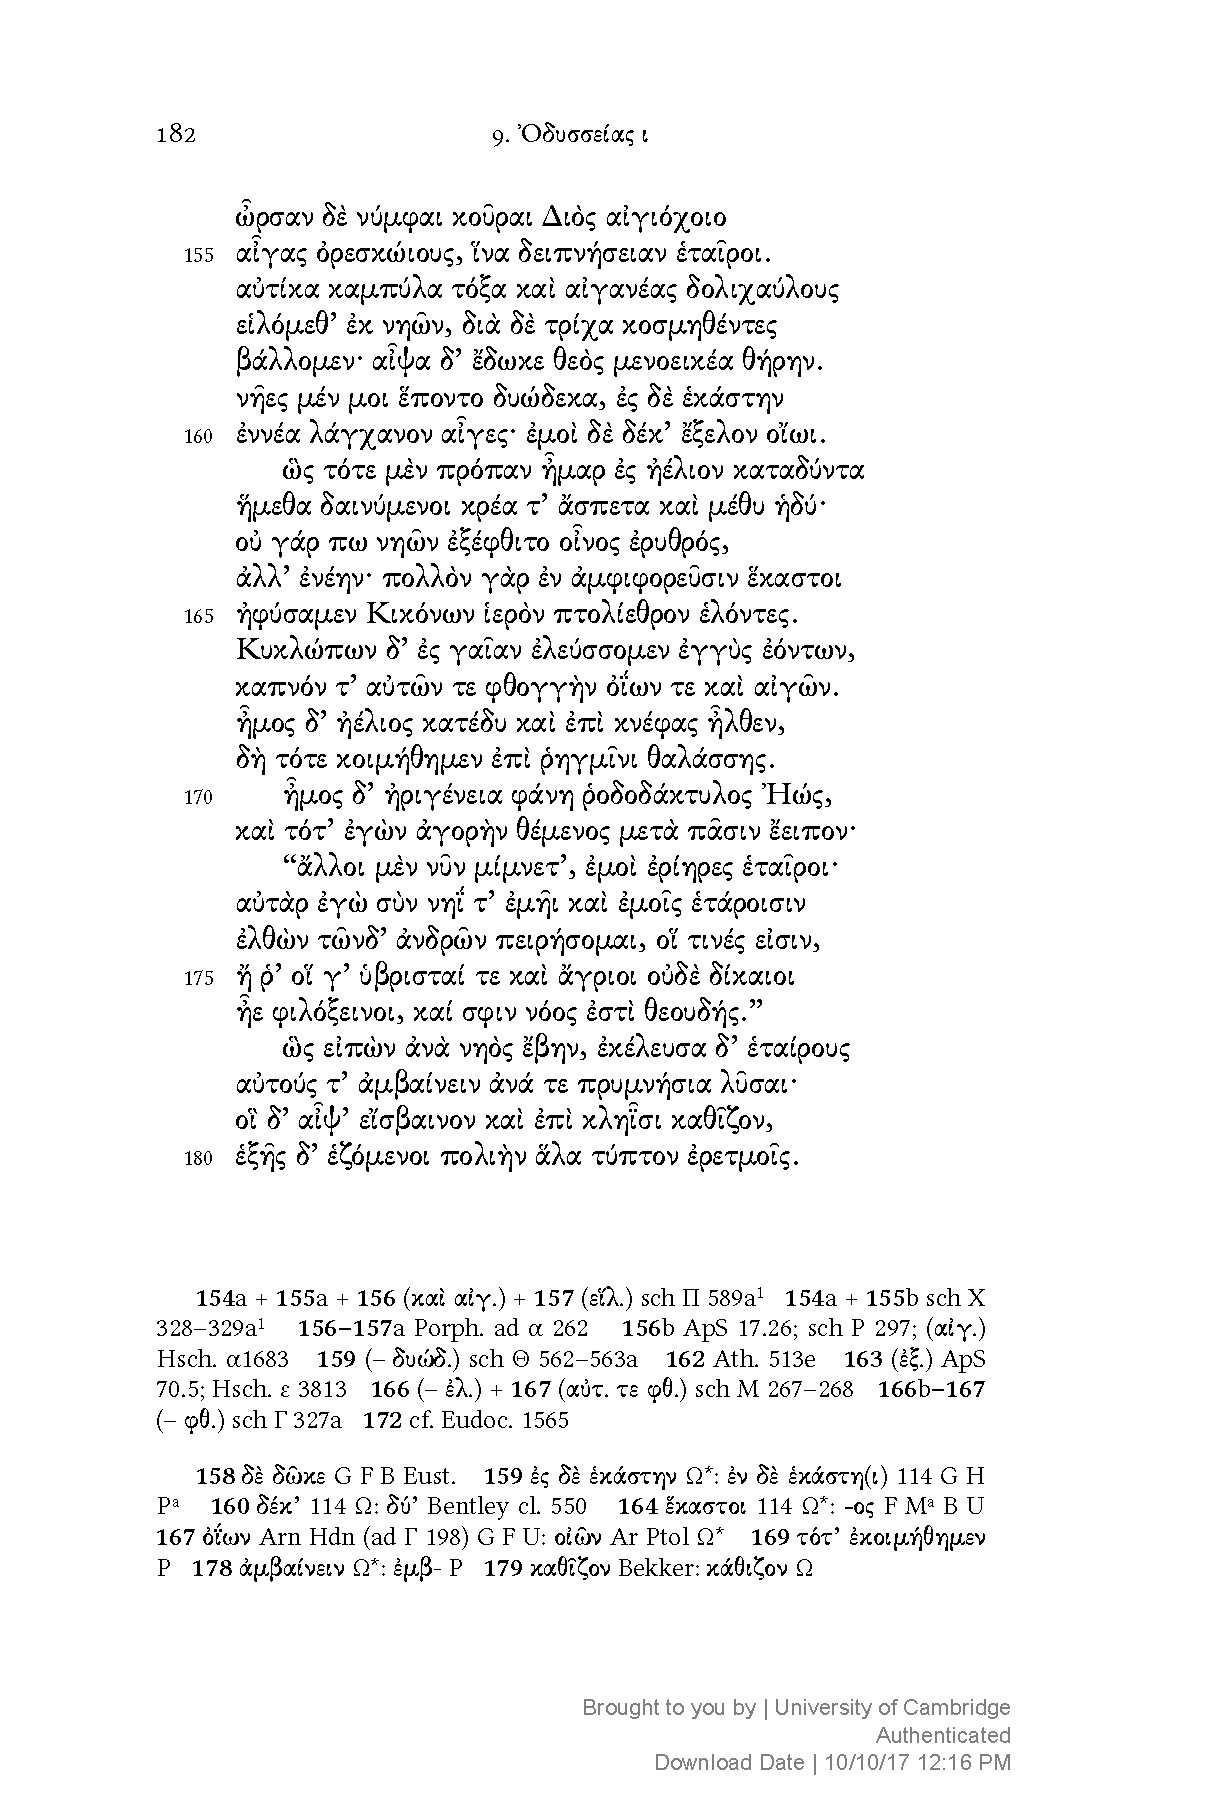 182 9. Ὀδυσσείας ι
ὦρσαν δὲ νύμφαι κοῦραι Διὸς αἰγιόχοιο
155 αἶγας ὀρεσκώιους, ἵνα δειπνήσειαν ἑταῖροι.
αὐτίκα καμπύλα τόξα καὶ αἰγανέας δολιχαύλους
εἱλόμεθ’ ἐκ νηῶν, διὰ δὲ τρίχα κοσμηθέντες
βάλλομεν· αἶψα δ’ ἔδωκε θεὸς μενοεικέα θήρην.
νῆες μέν μοι ἕποντο δυώδεκα, ἐς δὲ ἑκάστην
160 ἐννέα λάγχανον αἶγες· ἐμοὶ δὲ δέκ’ ἔξελον οἴωι.
ὣς τότε μὲν πρόπαν ἦμαρ ἐς ἠέλιον καταδύντα
ἥμεθα δαινύμενοι κρέα τ’ ἄσπετα καὶ μέθυ ἡδύ·
οὐ γάρ πω νηῶν ἐξέφθιτο οἶνος ἐρυθρός,
ἀλλ’ ἐνέην· πολλὸν γὰρ ἐν ἀμφιφορεῦσιν ἕκαστοι
165 ἠφύσαμεν Κικόνων ἱερὸν πτολίεθρον ἑλόντες.
Κυκλώπων δ’ ἐς γαῖαν ἐλεύσσομεν ἐγγὺς ἐόντων,
καπνόν τ’ αὐτῶν τε φθογγὴν ὀΐων τε καὶ αἰγῶν.
ἦμος δ’ ἠέλιος κατέδυ καὶ ἐπὶ κνέφας ἦλθεν,
δὴ τότε κοιμήθημεν ἐπὶ ῥηγμῖνι θαλάσσης.
170 ἦμος δ’ ἠριγένεια φάνη ῥοδοδάκτυλος Ἠώς,
καὶ τότ’ ἐγὼν ἀγορὴν θέμενος μετὰ πᾶσιν ἔειπον·
“ἄλλοι μὲν νῦν μίμνετ’, ἐμοὶ ἐρίηρες ἑταῖροι·
αὐτὰρ ἐγὼ σὺν νηΐ τ’ ἐμῆι καὶ ἐμοῖς ἑτάροισιν
ἐλθὼν τῶνδ’ ἀνδρῶν πειρήσομαι, οἵ τινές εἰσιν,
175 ἤ ῥ’ οἵ γ’ ὑβρισταί τε καὶ ἄγριοι οὐδὲ δίκαιοι
ἦε φιλόξεινοι, καί σφιν νόος ἐστὶ θεουδής.”
ὣς εἰπὼν ἀνὰ νηὸς ἔβην, ἐκέλευσα δ’ ἑταίρους
αὐτούς τ’ ἀμβαίνειν ἀνά τε πρυμνήσια λῦσαι·
οἳ δ’ αἶψ’ εἴσβαινον καὶ ἐπὶ κληῗσι καθῖζον,
180 ἑξῆς δ’ ἑζόμενοι πολιὴν ἅλα τύπτον ἐρετμοῖς.
154a + 155a + 156 (καὶ αἰγ.) + 157 (εἵλ.) sch Π 589a¹ 154a + 155b sch Χ
328–329a¹ 156–157a Porph. ad α 262 156b ApS 17.26; sch Ρ 297; (αἰγ.)
Hsch. α1683 159 (– δυώδ.) sch Θ 562–563a 162 Ath. 513e 163 (ἐξ.) ApS
70.5; Hsch. ε 3813 166 (– ἐλ.) + 167 (αὐτ. τε φθ.) sch Μ 267–268 166b–167
(– φθ.) sch Γ 327a 172 cf. Eudoc. 1565
158 δὲ δῶκε G F B Eust. 159 ἐς δὲ ἑκάστην Ω*: ἐν δὲ ἑκάστη(ι) 114 G H
Pᵃ 160 δέκ’ 114 Ω: δύ’ Bentley cl. 550 164 ἕκαστοι 114 Ω*: -ος F Mᵃ B U
167 ὀΐων Arn Hdn (ad Γ 198) G F U: οἰῶν Ar Ptol Ω* 169 τότ’ ἐκοιμήθημεν
P 178 ἀμβαίνειν Ω*: ἐμβ- P 179 καθῖζον Bekker: κάθιζον Ω
Brought to you by | University of Cambridge
Authenticated
Download Date | 10/10/17 12:16 PM